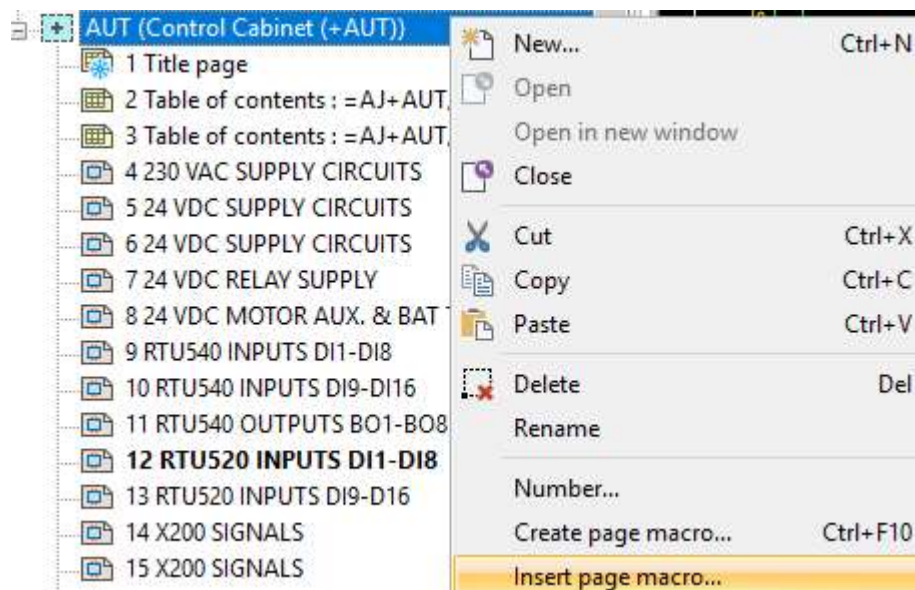 AUT (Control Cabinet (+AUT))
1 Title page
2 Table of contents : =AJ+AUT,
3 Table of contents : =AJ+AUT,
4 230 VAC SUPPLY CIRCUITS
5 24 VDC SUPPLY CIRCUITS
6 24 VDC SUPPLY CIRCUITS
7 24 VDC RELAY SUPPLY
8 24 VDC MOTOR AUX. & BAT
9 RTU540 INPUTS DI1-DI8
10 RTU540 INPUTS DI9-DI16
11 RTU540 OUTPUTS BO1-BO8
12 RTU520 INPUTS DI1-DI8
13 RTU520 INPUTS DI9-D16
14 X200 SIGNALS
15 X200 SIGNALS
New... Ctrl+N
Open
Open in new window
Close
Cut Ctrl+X
Copy Ctrl+C
Paste Ctrl+V
Delete Del
Rename
Number...
Create page macro... Ctrl+F10
Insert page macro...